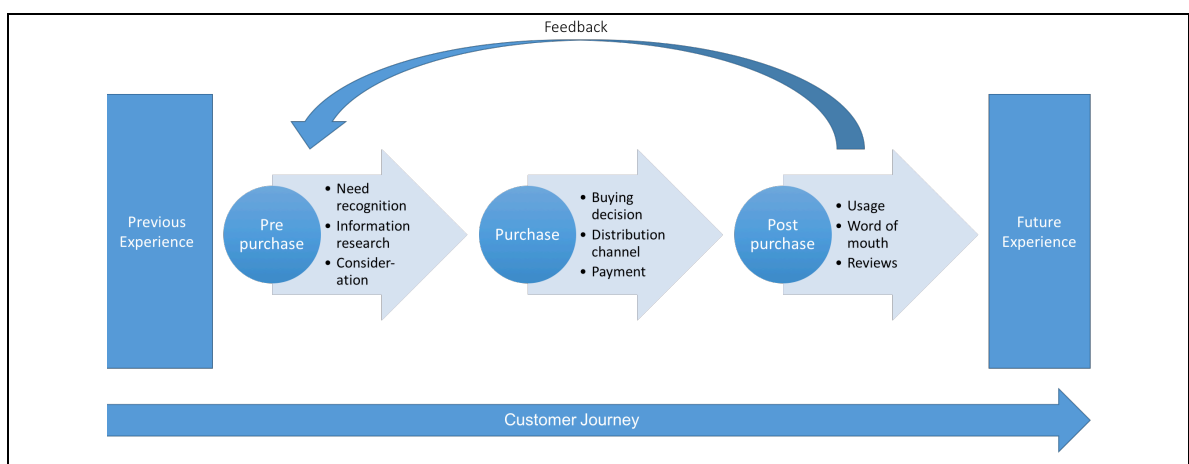 Feedback
Previous
Experience
Pre
purchase
• Need
recognition
• Information
research
• Consider-
ation
Purchase
• Buying
decision
• Distribution
channel
• Payment
Post
purchase
• Usage
• Word of
mouth
• Reviews
Future
Experience
Customer Journey